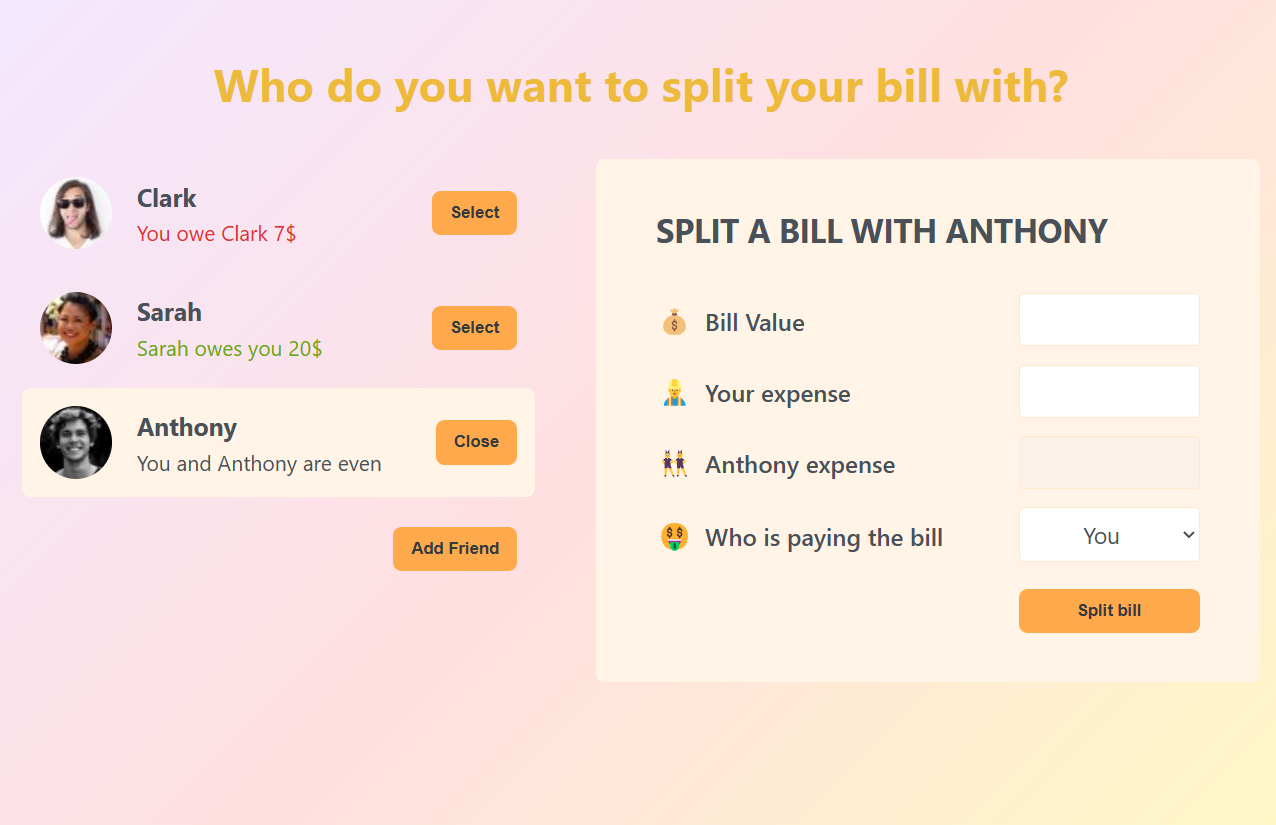 Who do you want to split your bill with?
Clark
You owe Clark 7$
Select
Sarah
Sarah owes you 20$
Select
Anthony
You and Anthony are even
Close
Add Friend
SPLIT A BILL WITH ANTHONY
Bill Value
Your expense
Anthony expense
Who is paying the bill
You
Split bill